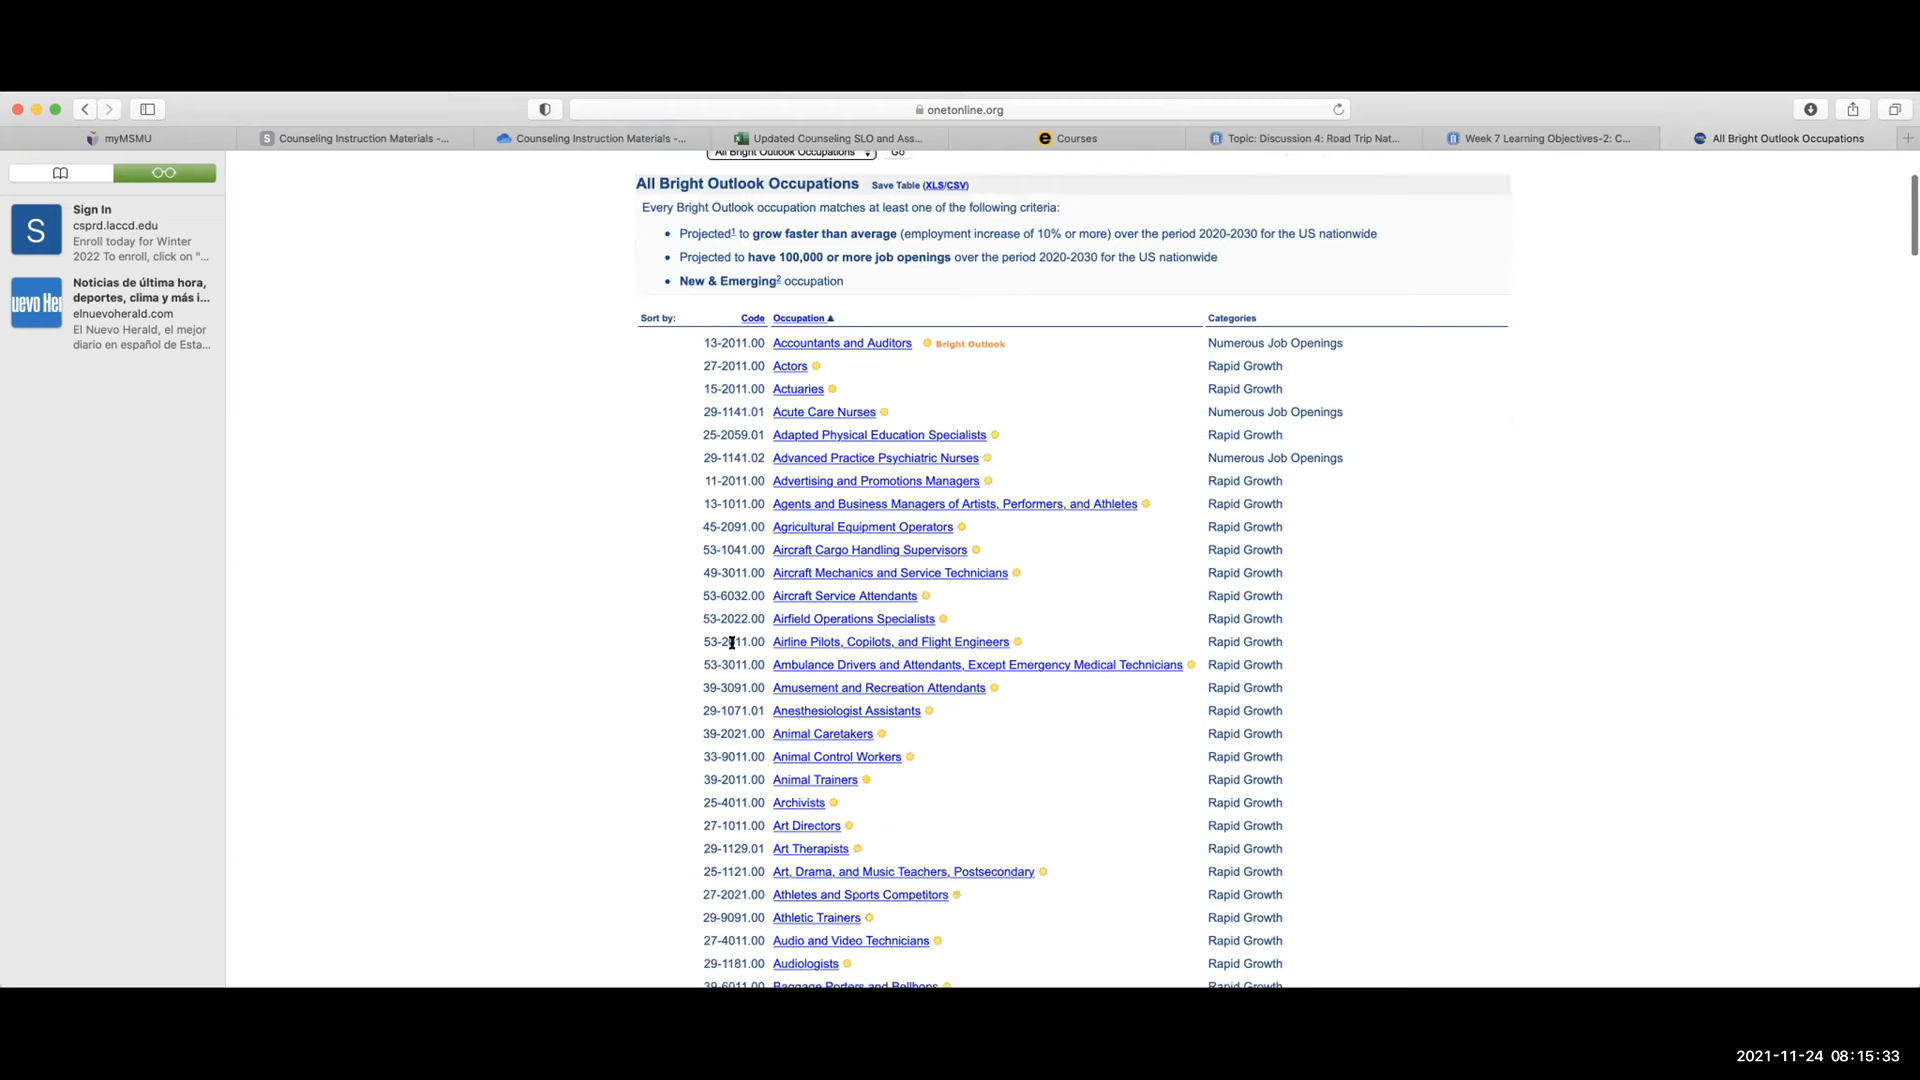 onetonline.org
myMSMU
Counseling Instruction Materials -...
Counseling Instruction Materials -...
Updated Counseling SLO and Ass...
Courses
Topic: Discussion 4: Road Trip Nat...
Week 7 Learning Objectives-2: C...
All Bright Outlook Occupations
S
Sign In
csprd.laccd.edu
Enroll today for Winter
2022 To enroll, click on "...
uevo Her
Noticias de última hora,
deportes, clima y más i...
elnuevoherald.com
El Nuevo Herald, el mejor
diario en español de Esta...
All Bright Outlook Occupations Go
All Bright Outlook Occupations Save Table (XLS/CSV)
Every Bright Outlook occupation matches at least one of the following criteria:
• Projected1 to grow faster than average (employment increase of 10% or more) over the period 2020-2030 for the US nationwide
• Projected to have 100,000 or more job openings over the period 2020-2030 for the US nationwide
• New & Emerging2 occupation
Sort by: Code Occupation ▲ Categories
13-2011.00 Accountants and Auditors Bright Outlook Numerous Job Openings
27-2011.00 Actors Rapid Growth
15-2011.00 Actuaries Rapid Growth
29-1141.01 Acute Care Nurses Numerous Job Openings
25-2059.01 Adapted Physical Education Specialists Rapid Growth
29-1141.02 Advanced Practice Psychiatric Nurses Numerous Job Openings
11-2011.00 Advertising and Promotions Managers Rapid Growth
13-1011.00 Agents and Business Managers of Artists, Performers, and Athletes Rapid Growth
45-2091.00 Agricultural Equipment Operators Rapid Growth
53-1041.00 Aircraft Cargo Handling Supervisors Rapid Growth
49-3011.00 Aircraft Mechanics and Service Technicians Rapid Growth
53-6032.00 Aircraft Service Attendants Rapid Growth
53-2022.00 Airfield Operations Specialists Rapid Growth
53-2011.00 Airline Pilots, Copilots, and Flight Engineers Rapid Growth
53-3011.00 Ambulance Drivers and Attendants, Except Emergency Medical Technicians Rapid Growth
39-3091.00 Amusement and Recreation Attendants Rapid Growth
29-1071.01 Anesthesiologist Assistants Rapid Growth
39-2021.00 Animal Caretakers Rapid Growth
33-9011.00 Animal Control Workers Rapid Growth
39-2011.00 Animal Trainers Rapid Growth
25-4011.00 Archivists Rapid Growth
27-1011.00 Art Directors Rapid Growth
29-1129.01 Art Therapists Rapid Growth
25-1121.00 Art, Drama, and Music Teachers, Postsecondary Rapid Growth
27-2021.00 Athletes and Sports Competitors Rapid Growth
29-9091.00 Athletic Trainers Rapid Growth
27-4011.00 Audio and Video Technicians Rapid Growth
29-1181.00 Audiologists Rapid Growth
39-6011.00 Baggage Porters and Bellhops
2021-11-24 08:15:33